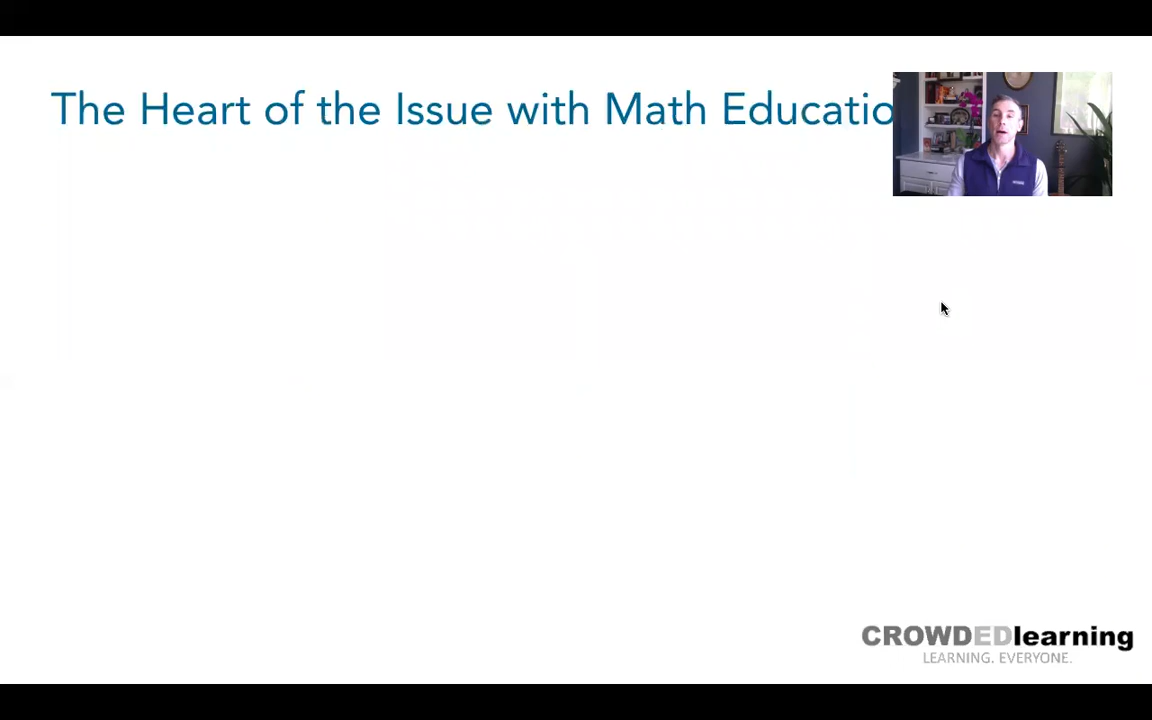 The Heart of the Issue with Math Educatio
CROWDEDlearning
LEARNING. EVERYONE.